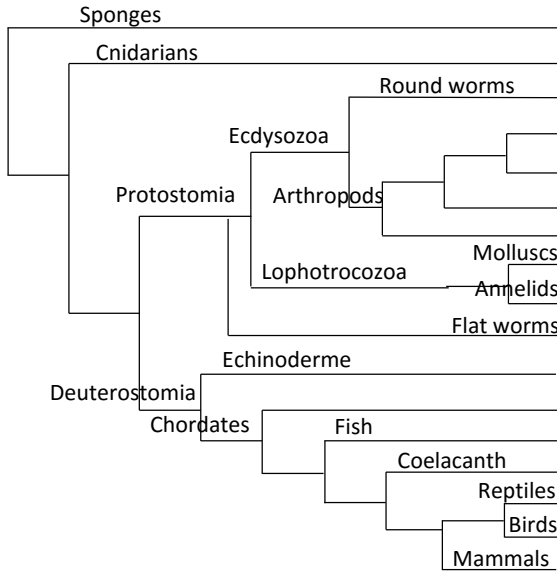 Sponges
Cnidarians
Round worms
Ecdysozoa
Protostomia
Arthropods
Molluscs
Lophotrocozoa
Annelids
Flat worms
Echinoderme
Deuterostomia
Chordates
Fish
Coelacanth
Reptiles
Birds
Mammals